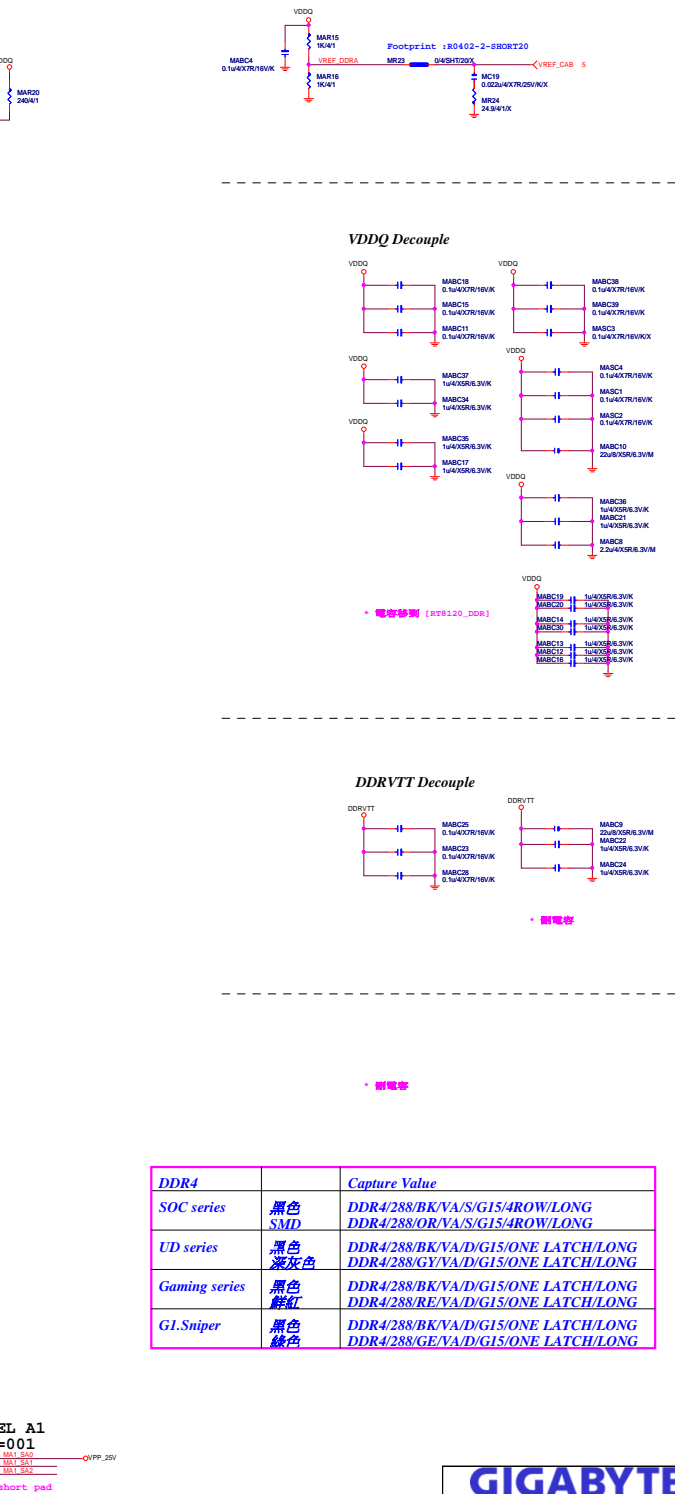 VDDQ
MAR15
1K/4/1
MABC4
0.1u/4/X7R/16V/K
VREF_DDRA
MAR16
1K/4/1
Footprint :R0402-2-SHORT20
MR23
0/4/SHT/20/X
VREF_CAB 5
MC19
0.022u/4/X7R/25V/K/X
MR24
24.9/4/1/X
MAR20
240/4/1
VDDQ Decouple
VDDQ
MABC18
0.1u/4/X7R/16V/K
MABC15
0.1u/4/X7R/16V/K
MABC11
0.1u/4/X7R/16V/K
VDDQ
MABC38
0.1u/4/X7R/16V/K
MABC39
0.1u/4/X7R/16V/K
MASC3
0.1u/4/X7R/16V/K/X
VDDQ
MABC37
1u/4/X5R/6.3V/K
MABC34
1u/4/X5R/6.3V/K
VDDQ
MASC4
0.1u/4/X7R/16V/K
MASC1
0.1u/4/X7R/16V/K
MASC2
0.1u/4/X7R/16V/K
MABC10
22u/8/X5R/6.3V/M
VDDQ
MABC35
1u/4/X5R/6.3V/K
MABC17
1u/4/X5R/6.3V/K
VDDQ
MABC36
1u/4/X5R/6.3V/K
MABC21
1u/4/X5R/6.3V/K
MABC8
2.2u/4/X5R/6.3V/M
VDDQ
MABC19 1u/4/X5R/6.3V/K
MABC20 1u/4/X5R/6.3V/K
MABC14 1u/4/X5R/6.3V/K
MABC30 1u/4/X5R/6.3V/K
MABC13 1u/4/X5R/6.3V/K
MABC12 1u/4/X5R/6.3V/K
MABC16 1u/4/X5R/6.3V/K
* 電容移到 [RT8120_DDR]
DDRVTT Decouple
DDRVTT
MABC25
0.1u/4/X7R/16V/K
MABC23
0.1u/4/X7R/16V/K
MABC28
0.1u/4/X7R/16V/K
DDRVTT
MABC9
22u/8/X5R/6.3V/M
MABC22
1u/4/X5R/6.3V/K
MABC24
1u/4/X5R/6.3V/K
* 刪電容
* 刪電容
DDR4 Capture Value
SOC series 黑色 DDR4/288/BK/VA/S/G15/4ROW/LONG
SMD DDR4/288/OR/VA/S/G15/4ROW/LONG
UD series 黑色 DDR4/288/BK/VA/D/G15/ONE LATCH/LONG
深灰色 DDR4/288/GY/VA/D/G15/ONE LATCH/LONG
Gaming series 黑色 DDR4/288/BK/VA/D/G15/ONE LATCH/LONG
鮮紅 DDR4/288/RE/VA/D/G15/ONE LATCH/LONG
G1.Sniper 黑色 DDR4/288/BK/VA/D/G15/ONE LATCH/LONG
綠色 DDR4/288/GE/VA/D/G15/ONE LATCH/LONG
EL A1
=001
MA1_SA0
MA1_SA1
MA1_SA2
VPP_25V
short pad
GIGABYTE